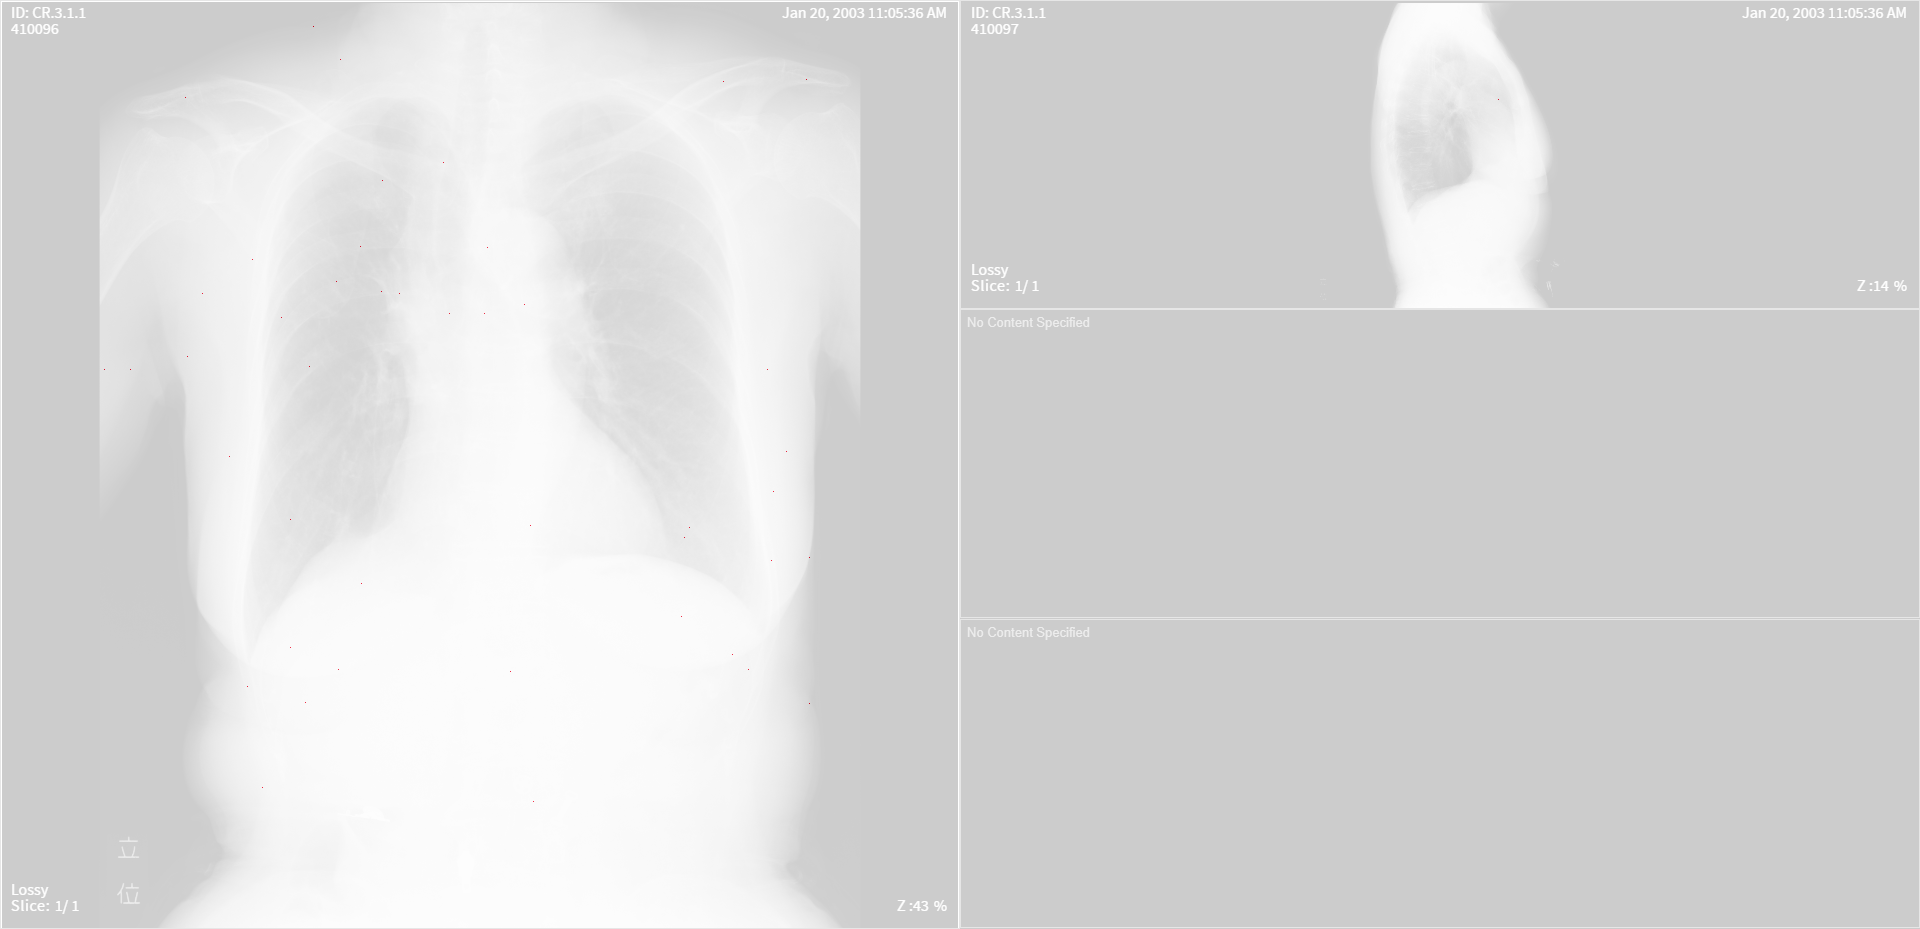 ID: CR.3.1.1
410096
Jan 20, 2003 11:05:36 AM
立
位
Lossy
Slice: 1/ 1
Z :43 %
ID: CR.3.1.1
410097
Jan 20, 2003 11:05:36 AM
Lossy
Slice: 1/ 1
Z :14 %
No Content Specified
No Content Specified